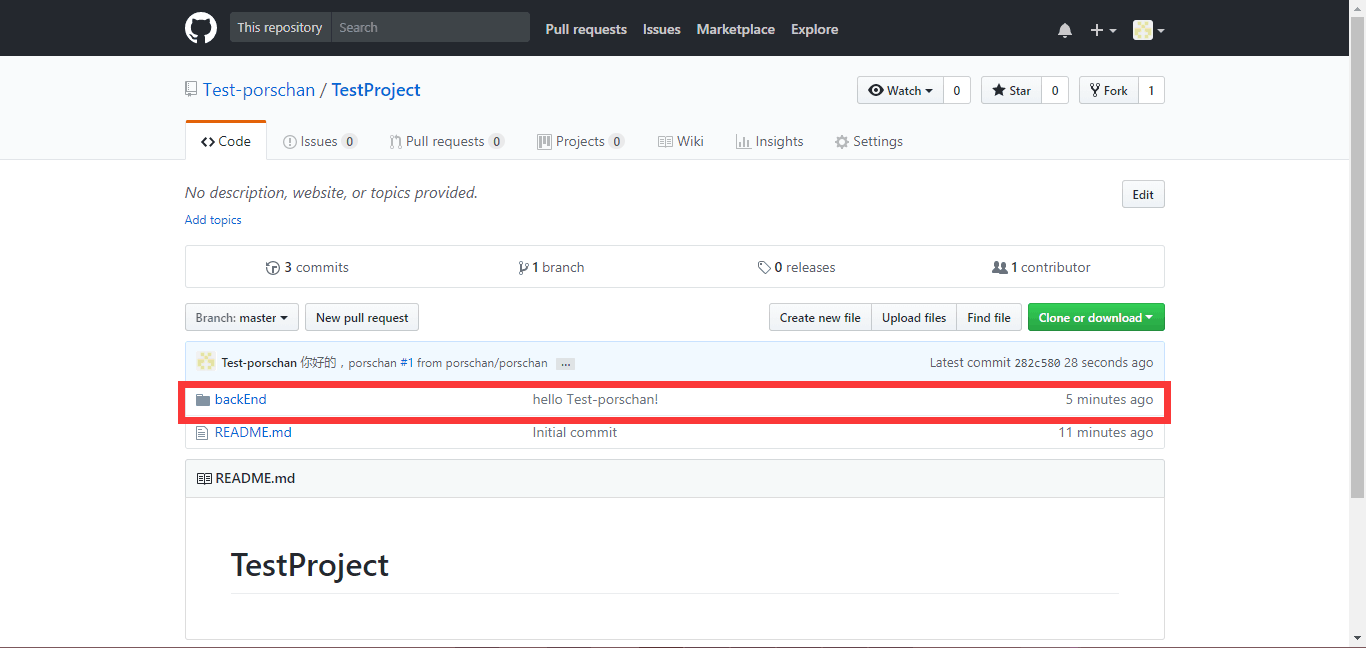 This repository Search Pull requests Issues Marketplace Explore
Test-porschan / TestProject Watch 0 Star 0 Fork 1
Code Issues 0 Pull requests 0 Projects 0 Wiki Insights Settings
No description, website, or topics provided. Edit
Add topics
3 commits 1 branch 0 releases 1 contributor
Branch: master New pull request Create new file Upload files Find file Clone or download
Test-porschan 你好的，porschan #1 from porschan/porschan ... Latest commit 282c580 28 seconds ago
backEnd hello Test-porschan! 5 minutes ago
README.md Initial commit 11 minutes ago
README.md
TestProject